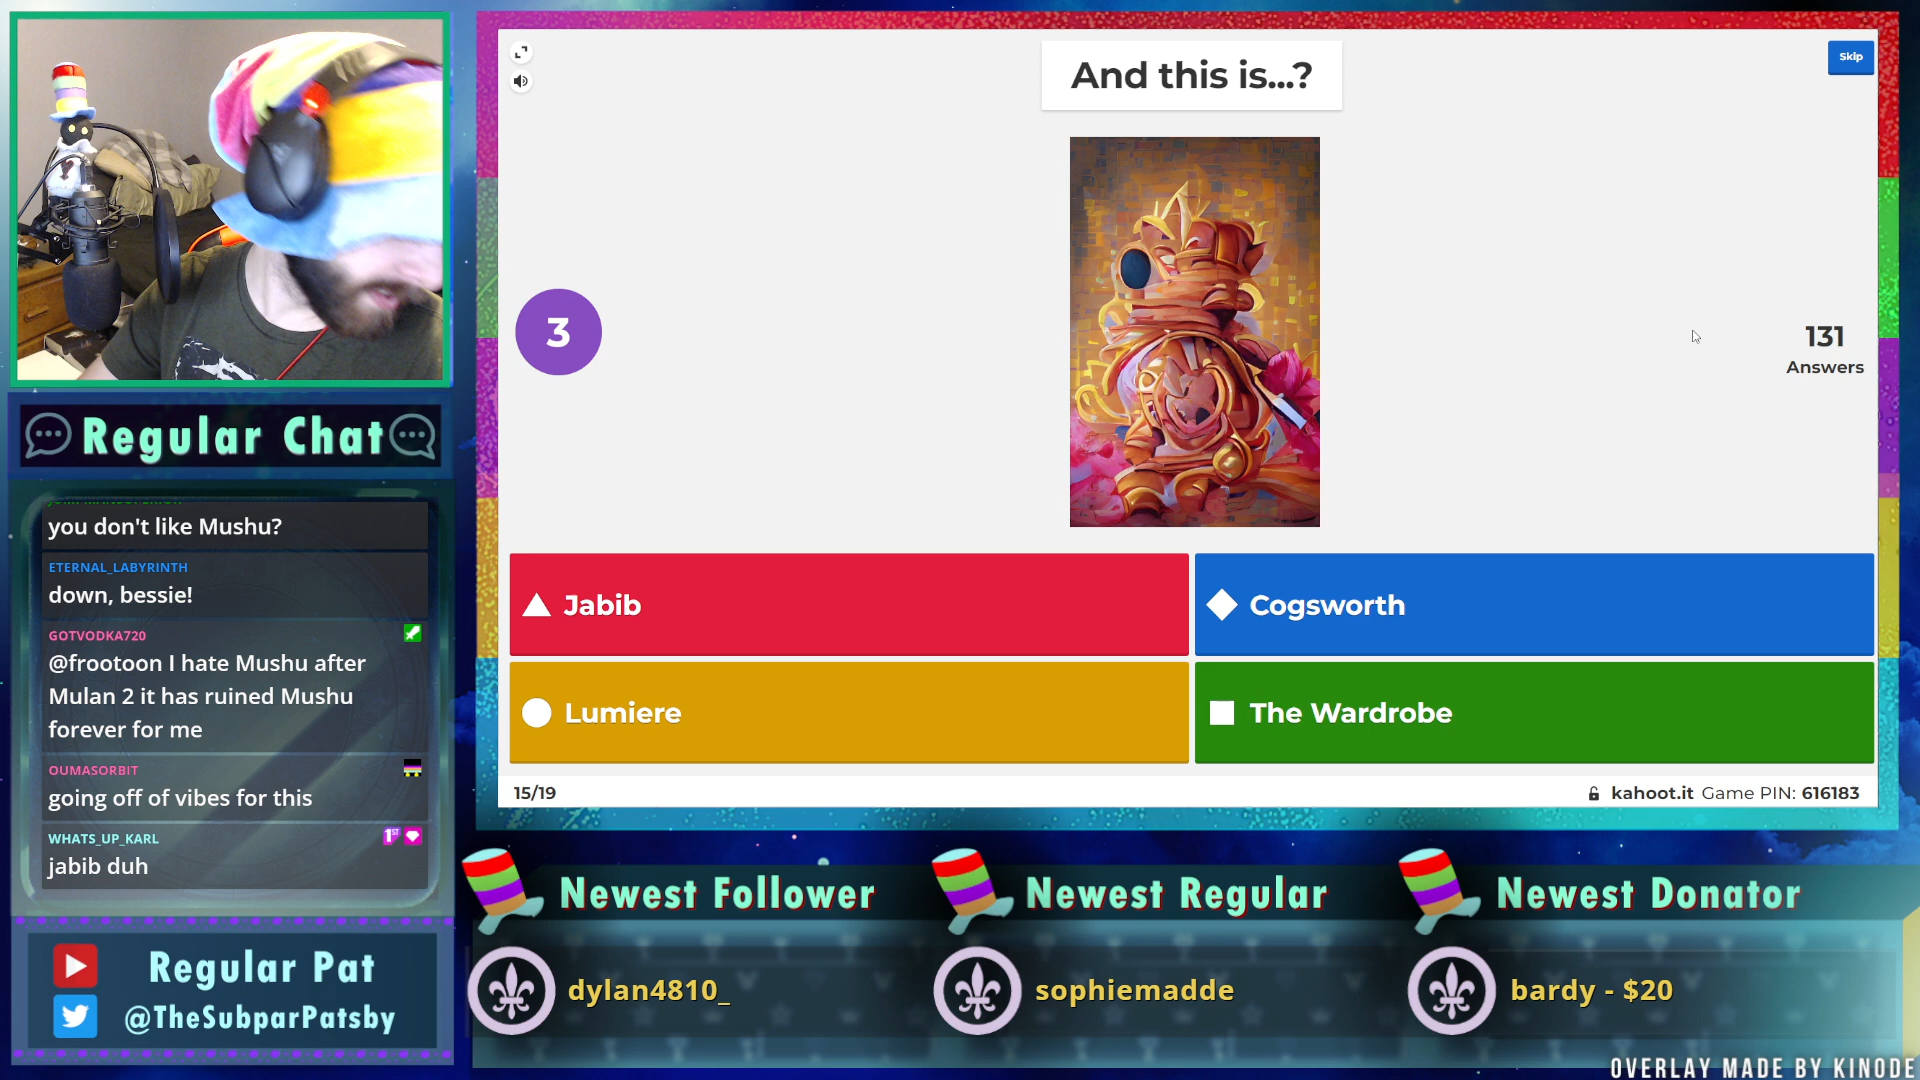 And this is...?
Skip
3
131
Answers
Jabib
Cogsworth
Lumiere
The Wardrobe
15/19
kahoot.it Game PIN: 616183
Regular Chat
you don't like Mushu?
ETERNAL_LABYRINTH
down, bessie!
GOTVODKA720
@frootoon I hate Mushu after
Mulan 2 it has ruined Mushu
forever for me
OUMASORBIT
going off of vibes for this
WHATS_UP_KARL
1ST
jabib duh
Regular Pat
@TheSubparPatsby
Newest Follower
dylan4810_
Newest Regular
sophiemadde
Newest Donator
bardy - $20
OVERLAY MADE BY KINODE